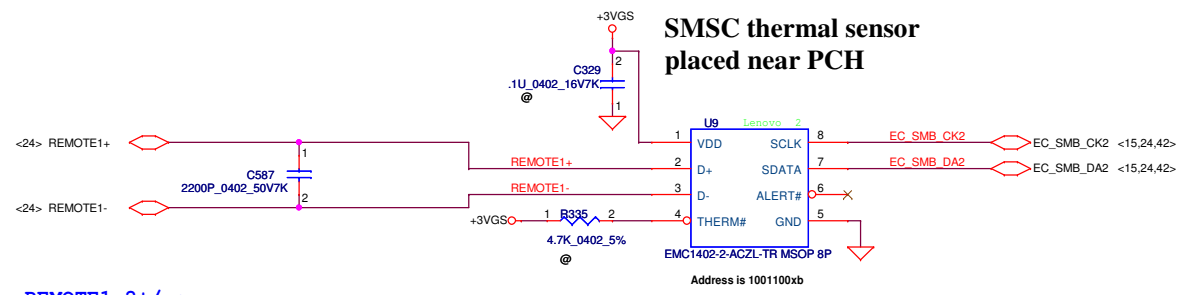 +3VGS
SMSC thermal sensor
placed near PCH
2
C329
.1U_0402_16V7K
@
1
U9
Lenovo 2
<24> REMOTE1+
1
VDD
SCLK
8
EC_SMB_CK2
EC_SMB_CK2 <15,24,42>
1
REMOTE1+
2
D+
SDATA
7
EC_SMB_DA2
EC_SMB_DA2 <15,24,42>
C587
2200P_0402_50V7K
2
REMOTE1-
3
D-
ALERT#
6
<24> REMOTE1-
+3VGS
1
R335
2
4
THERM#
GND
5
4.7K_0402_5%
@
EMC1402-2-ACZL-TR MSOP 8P
Address is 1001100xb